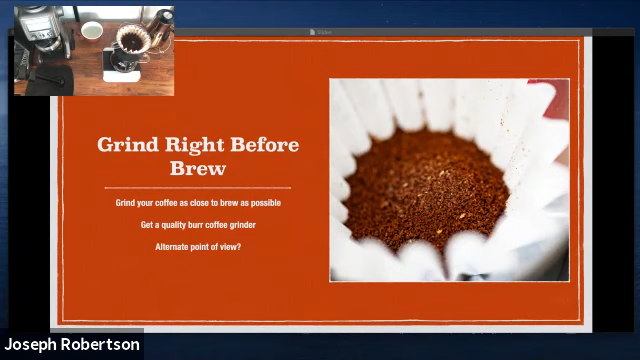 Grind Right Before
Brew
Grind your coffee as close to brew as possible
Get a quality burr coffee grinder
Alternate point of view?
Joseph Robertson